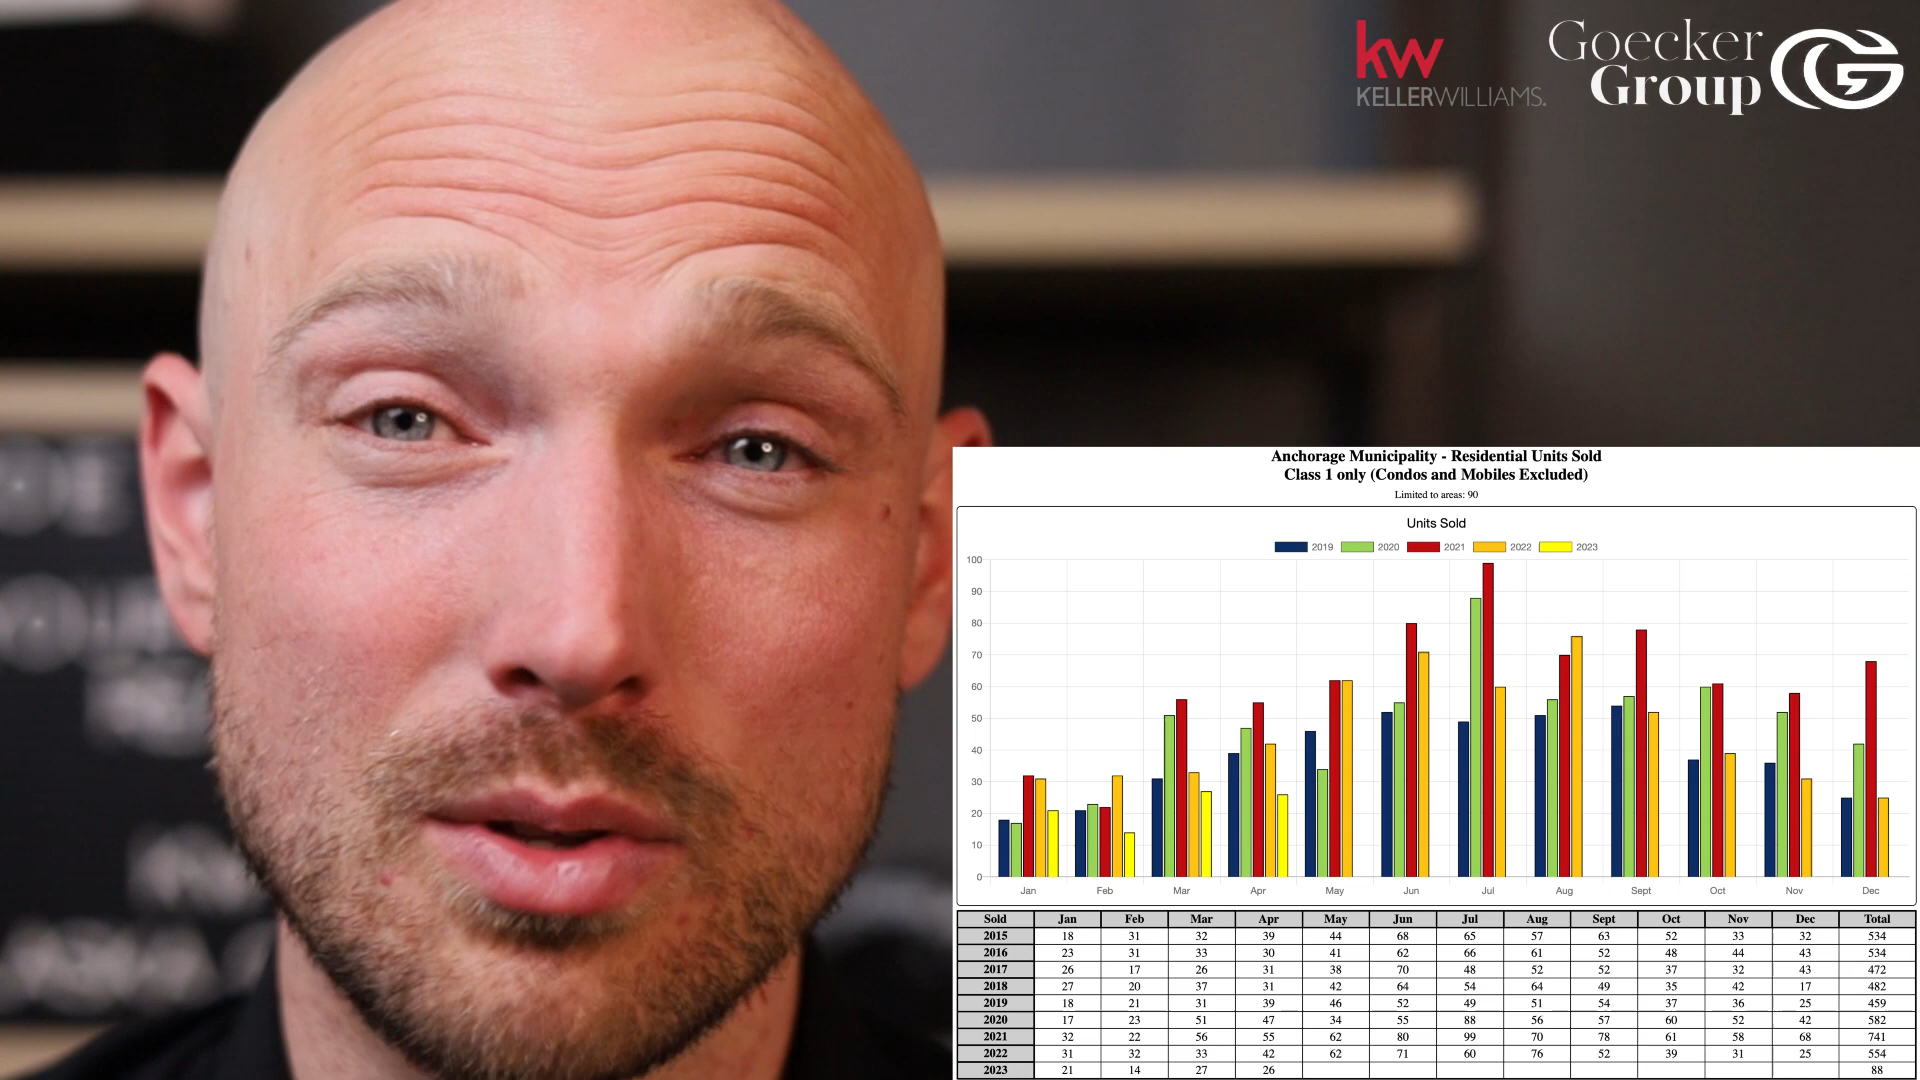 kw
KELLERWILLIAMS.
Goecker
Group
Anchorage Municipality - Residential Units Sold
Class 1 only (Condos and Mobiles Excluded)
Limited to areas: 90
Units Sold
2019 2020 2021 2022 2023
100
90
80
70
60
50
40
30
20
10
0
Jan Feb Mar Apr May Jun Jul Aug Sept Oct Nov Dec
Sold Jan Feb Mar Apr May Jun Jul Aug Sept Oct Nov Dec Total
2015 18 31 32 39 44 68 65 57 63 52 33 32 534
2016 23 31 33 30 41 62 66 61 52 48 44 43 534
2017 26 17 26 31 38 70 48 52 52 37 32 43 472
2018 27 20 37 31 42 64 54 64 49 35 42 17 482
2019 18 21 31 39 46 52 49 51 54 37 36 25 459
2020 17 23 51 47 34 55 88 56 57 60 52 42 582
2021 32 22 56 55 62 80 99 70 78 61 58 68 741
2022 31 32 33 42 62 71 60 76 52 39 31 25 554
2023 21 14 27 26 88